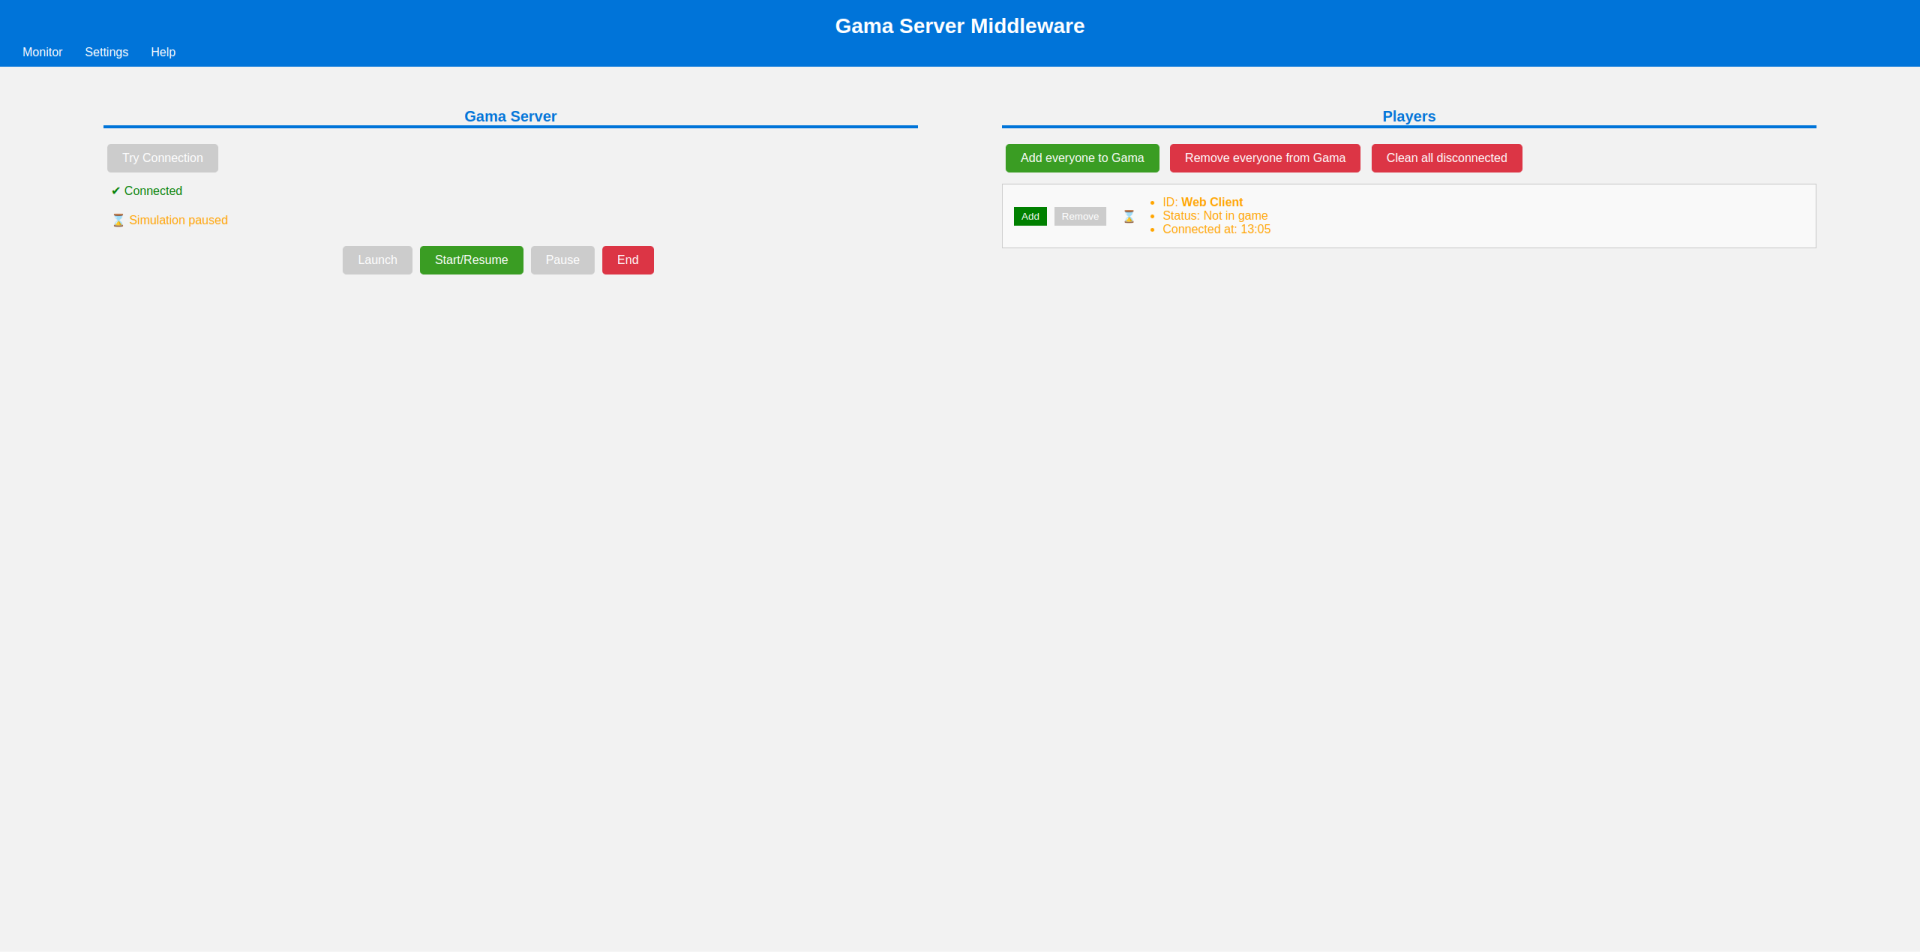 Gama Server Middleware
Monitor Settings Help
Gama Server
Try Connection
✔ Connected
⌛ Simulation paused
Launch Start/Resume Pause End
Players
Add everyone to Gama Remove everyone from Gama Clean all disconnected
Add Remove ⌛
• ID: Web Client
• Status: Not in game
• Connected at: 13:05